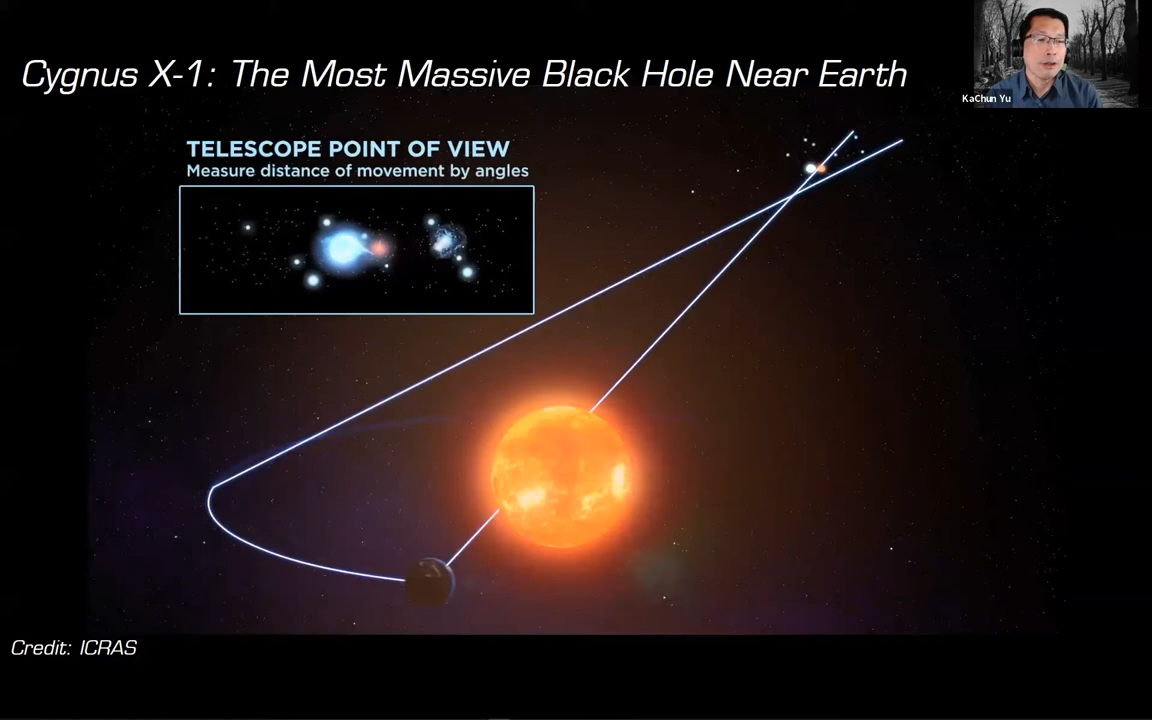 Cygnus X-1: The Most Massive Black Hole Near Earth
KaChun Yu
TELESCOPE POINT OF VIEW
Measure distance of movement by angles
Credit: ICRAS